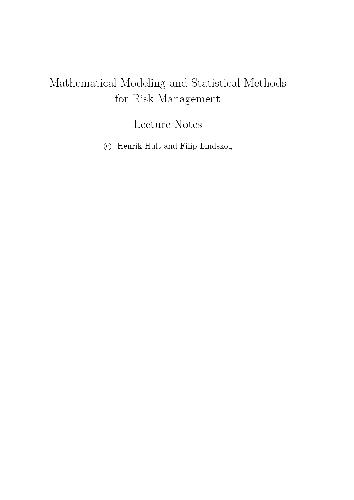 Mathematical Modeling and Statistical Methods
for Risk Management
Lecture Notes
© Henrik Hult and Filip Lindskog